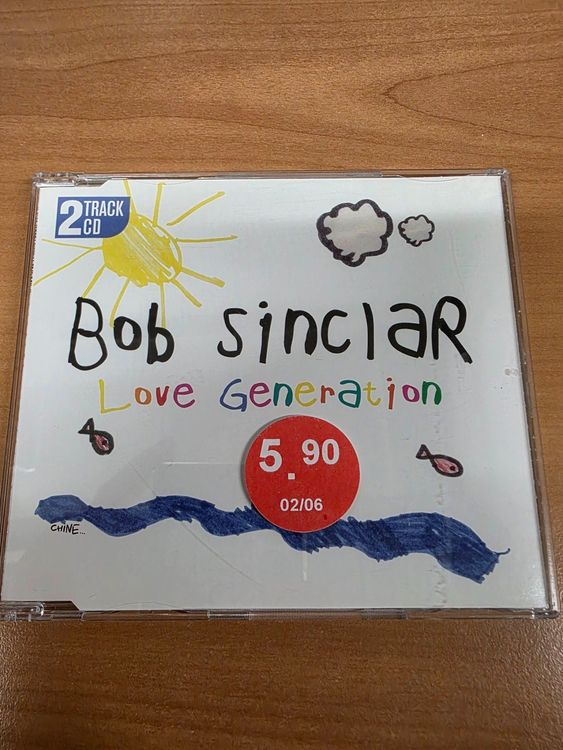 2 TRACK
CD
Bob Sinclar
Love Generation
5.90
02/06
CHINE...